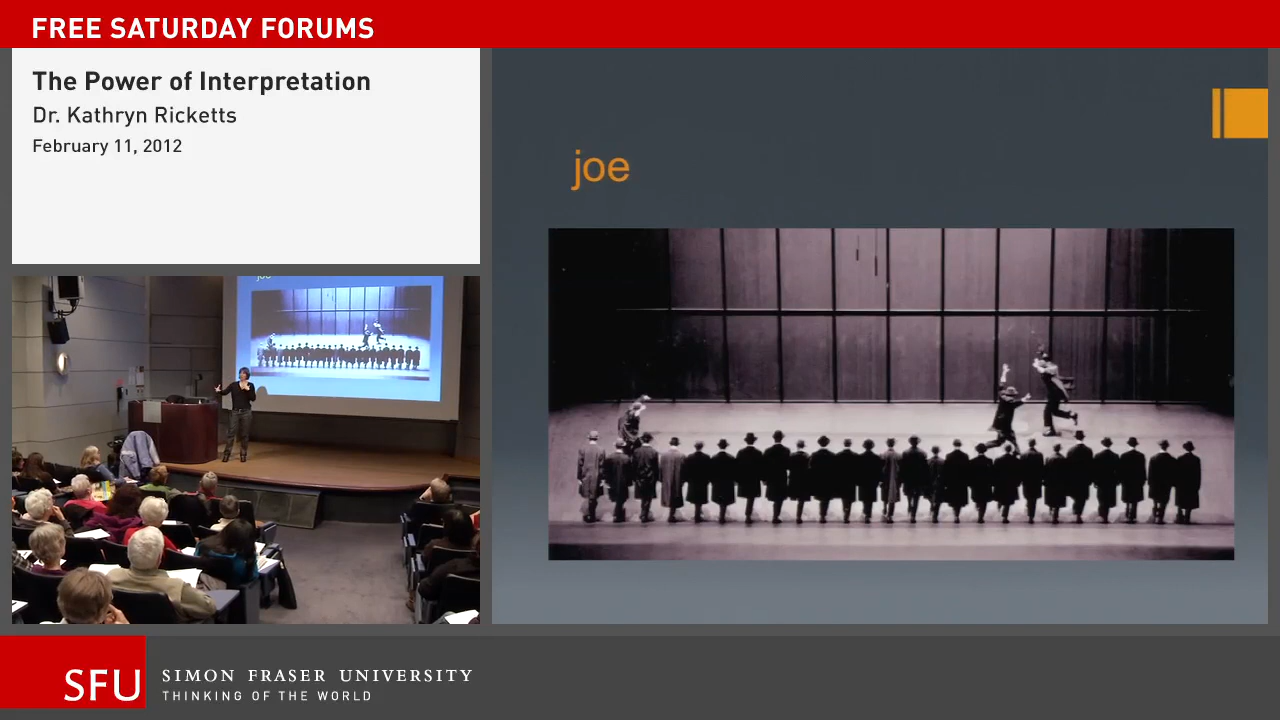 FREE SATURDAY FORUMS
The Power of Interpretation
Dr. Kathryn Ricketts
February 11, 2012
joe
joe
SFU
SIMON FRASER UNIVERSITY
THINKING OF THE WORLD